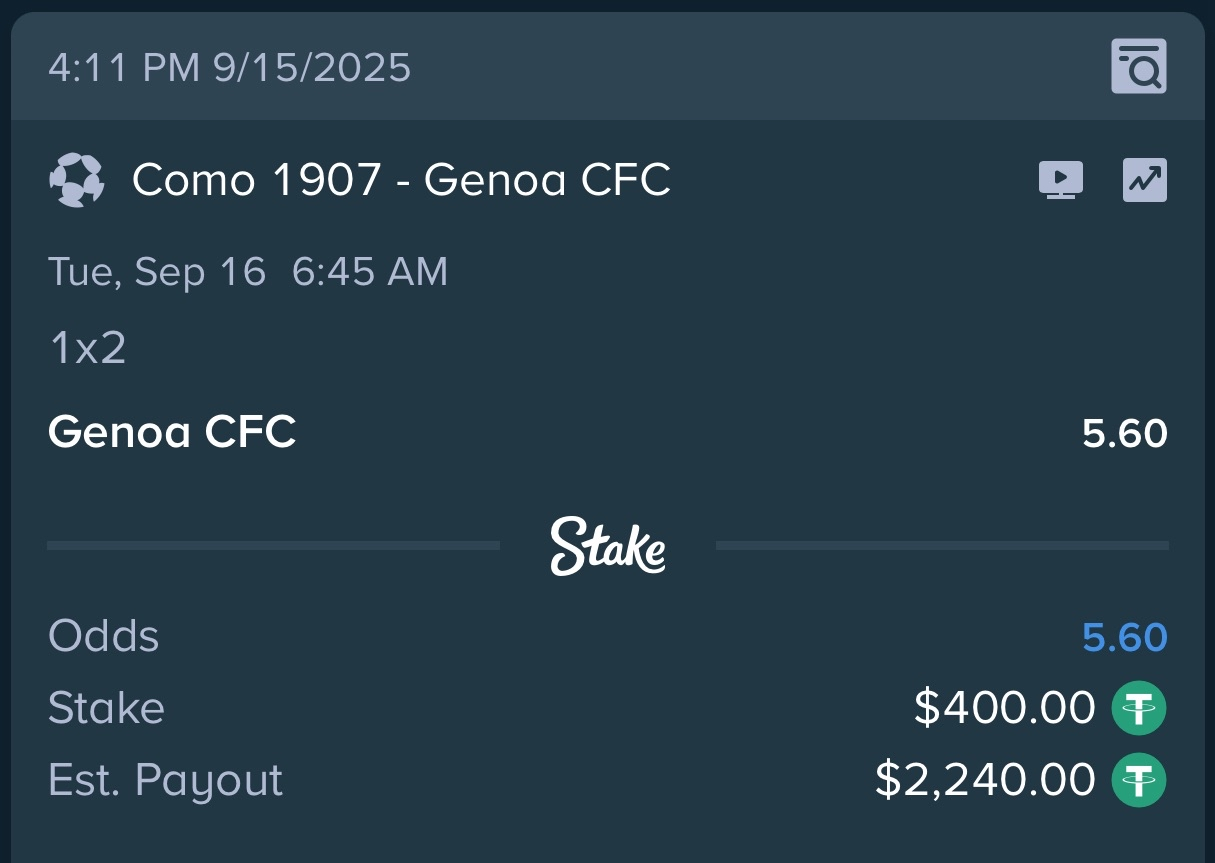 4:11 PM 9/15/2025
Como 1907 - Genoa CFC
Tue, Sep 16 6:45 AM
1x2
Genoa CFC 5.60
Stake
Odds 5.60
Stake $400.00
Est. Payout $2,240.00